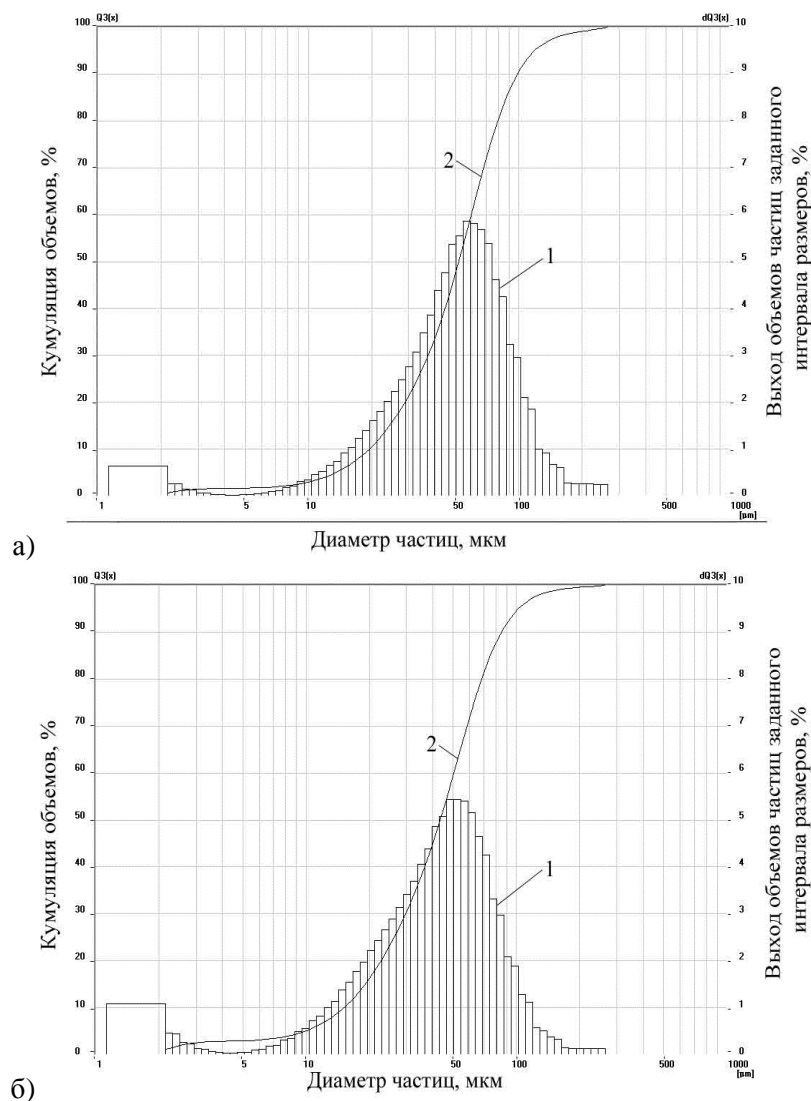 Q3(x) dQ3(x)
100 10
90 9
80 8
70 7
60 6
50 5
40 4
30 3
20 2
10 1
0 0
2
1
1 5 10 50 100 500 1000
[µm]
Кумуляция объемов, %
Выход объемов частиц заданного
интервала размеров, %
а)
Диаметр частиц, мкм
Q3(x) dQ3(x)
100 10
90 9
80 8
70 7
60 6
50 5
40 4
30 3
20 2
10 1
0 0
2
1
1 5 10 50 100 500 1000
[µm]
Кумуляция объемов, %
Выход объемов частиц заданного
интервала размеров, %
б)
Диаметр частиц, мкм